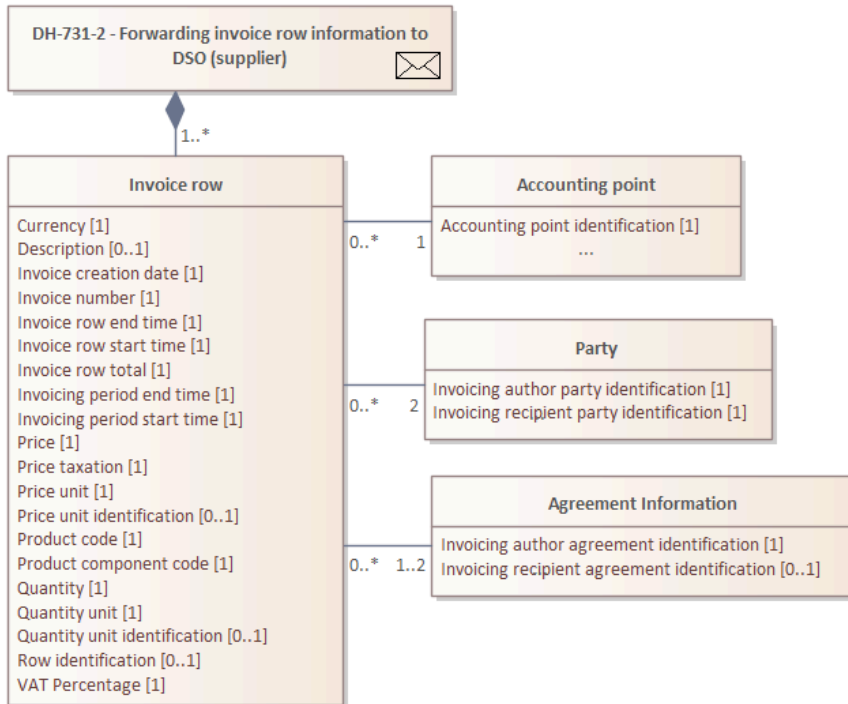 DH-731-2 - Forwarding invoice row information to
DSO (supplier)
1..*
Invoice row
Currency [1]
Description [0..1]
Invoice creation date [1]
Invoice number [1]
Invoice row end time [1]
Invoice row start time [1]
Invoice row total [1]
Invoicing period end time [1]
Invoicing period start time [1]
Price [1]
Price taxation [1]
Price unit [1]
Price unit identification [0..1]
Product code [1]
Product component code [1]
Quantity [1]
Quantity unit [1]
Quantity unit identification [0..1]
Row identification [0..1]
VAT Percentage [1]
0..* 1
Accounting point
Accounting point identification [1]
...
0..* 2
Party
Invoicing author party identification [1]
Invoicing recipient party identification [1]
0..* 1..2
Agreement Information
Invoicing author agreement identification [1]
Invoicing recipient agreement identification [0..1]